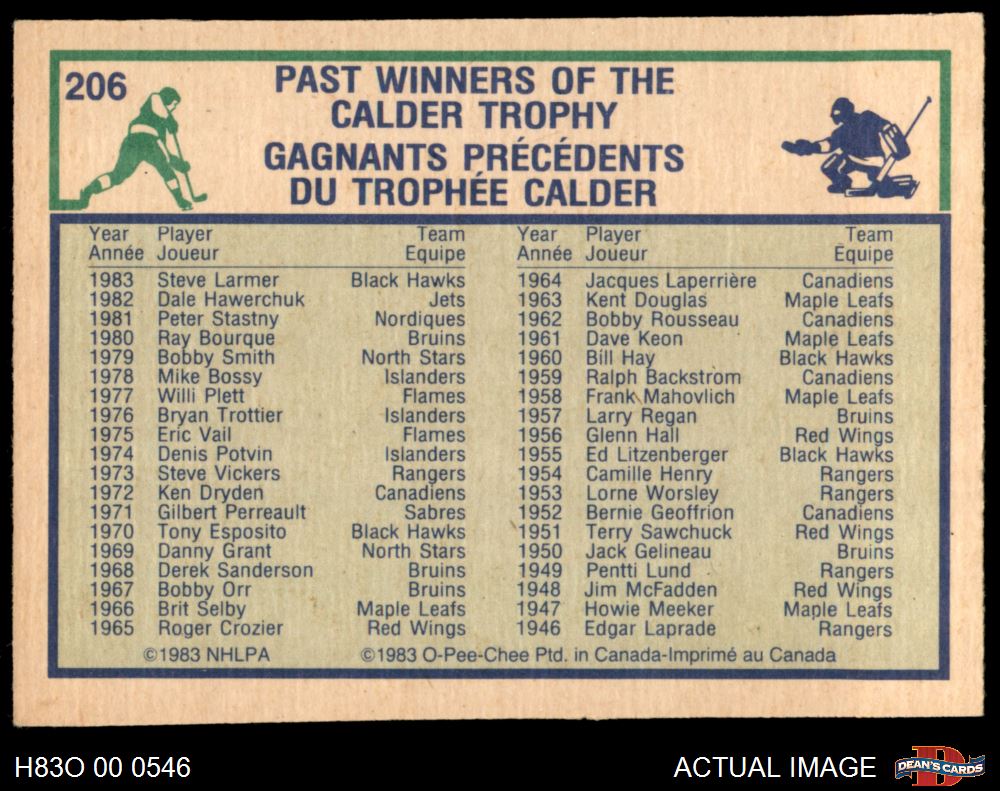 206
PAST WINNERS OF THE
CALDER TROPHY
GAGNANTS PRÉCÉDENTS
DU TROPHÉE CALDER
Year Player Team
Année Joueur Equipe
1983 Steve Larmer Black Hawks
1982 Dale Hawerchuk Jets
1981 Peter Stastny Nordiques
1980 Ray Bourque Bruins
1979 Bobby Smith North Stars
1978 Mike Bossy Islanders
1977 Willi Plett Flames
1976 Bryan Trottier Islanders
1975 Eric Vail Flames
1974 Denis Potvin Islanders
1973 Steve Vickers Rangers
1972 Ken Dryden Canadiens
1971 Gilbert Perreault Sabres
1970 Tony Esposito Black Hawks
1969 Danny Grant North Stars
1968 Derek Sanderson Bruins
1967 Bobby Orr Bruins
1966 Brit Selby Maple Leafs
1965 Roger Crozier Red Wings
Year Player Team
Année Joueur Equipe
1964 Jacques Laperrière Canadiens
1963 Kent Douglas Maple Leafs
1962 Bobby Rousseau Canadiens
1961 Dave Keon Maple Leafs
1960 Bill Hay Black Hawks
1959 Ralph Backstrom Canadiens
1958 Frank Mahovlich Maple Leafs
1957 Larry Regan Bruins
1956 Glenn Hall Red Wings
1955 Ed Litzenberger Black Hawks
1954 Camille Henry Rangers
1953 Lorne Worsley Rangers
1952 Bernie Geoffrion Canadiens
1951 Terry Sawchuck Red Wings
1950 Jack Gelineau Bruins
1949 Pentti Lund Rangers
1948 Jim McFadden Red Wings
1947 Howie Meeker Maple Leafs
1946 Edgar Laprade Rangers
©1983 NHLPA ©1983 O-Pee-Chee Ptd. in Canada-Imprimé au Canada
H83O 00 0546 ACTUAL IMAGE
D
DEAN'S CARDS